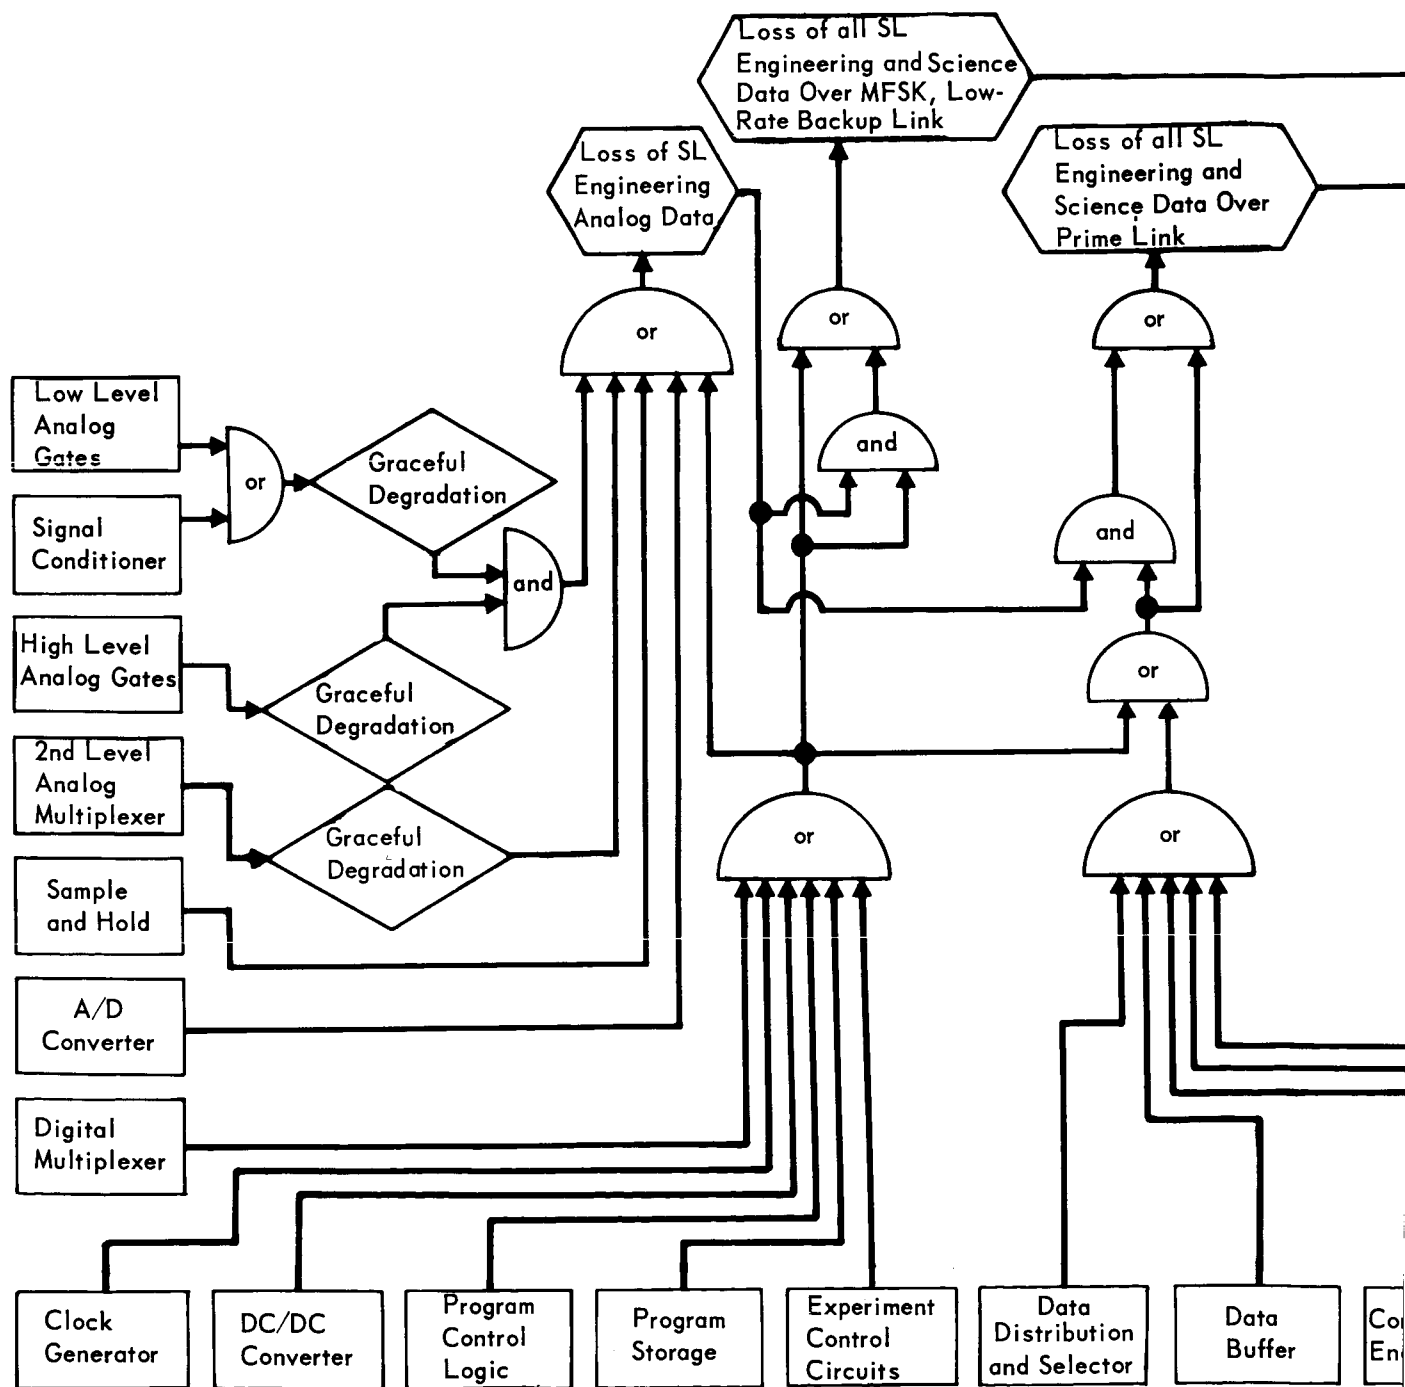 Loss of all SL
Engineering and Science
Data Over MFSK, Low-
Rate Backup Link
Loss of SL
Engineering
Analog Data
Loss of all SL
Engineering and
Science Data Over
Prime Link
or
or
or
Low Level
Analog
Gates
or
Graceful
Degradation
and
Signal
Conditioner
and
and
High Level
Analog Gates
Graceful
Degradation
or
2nd Level
Analog
Multiplexer
Graceful
Degradation
or
or
Sample
and Hold
A/D
Converter
Digital
Multiplexer
Clock
Generator
DC/DC
Converter
Program
Control
Logic
Program
Storage
Experiment
Control
Circuits
Data
Distribution
and Selector
Data
Buffer